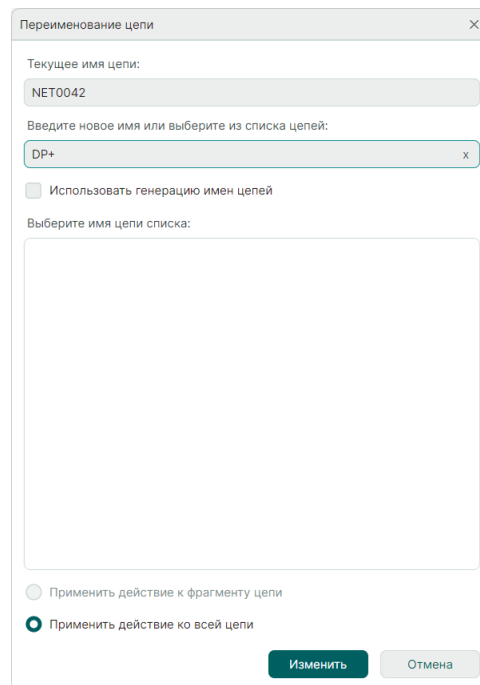 Переименование цепи
Текущее имя цепи:
NET0042
Введите новое имя или выберите из списка цепей:
DP+ x
Использовать генерацию имен цепей
Выберите имя цепи списка:
Применить действие к фрагменту цепи
Применить действие ко всей цепи
Изменить Отмена